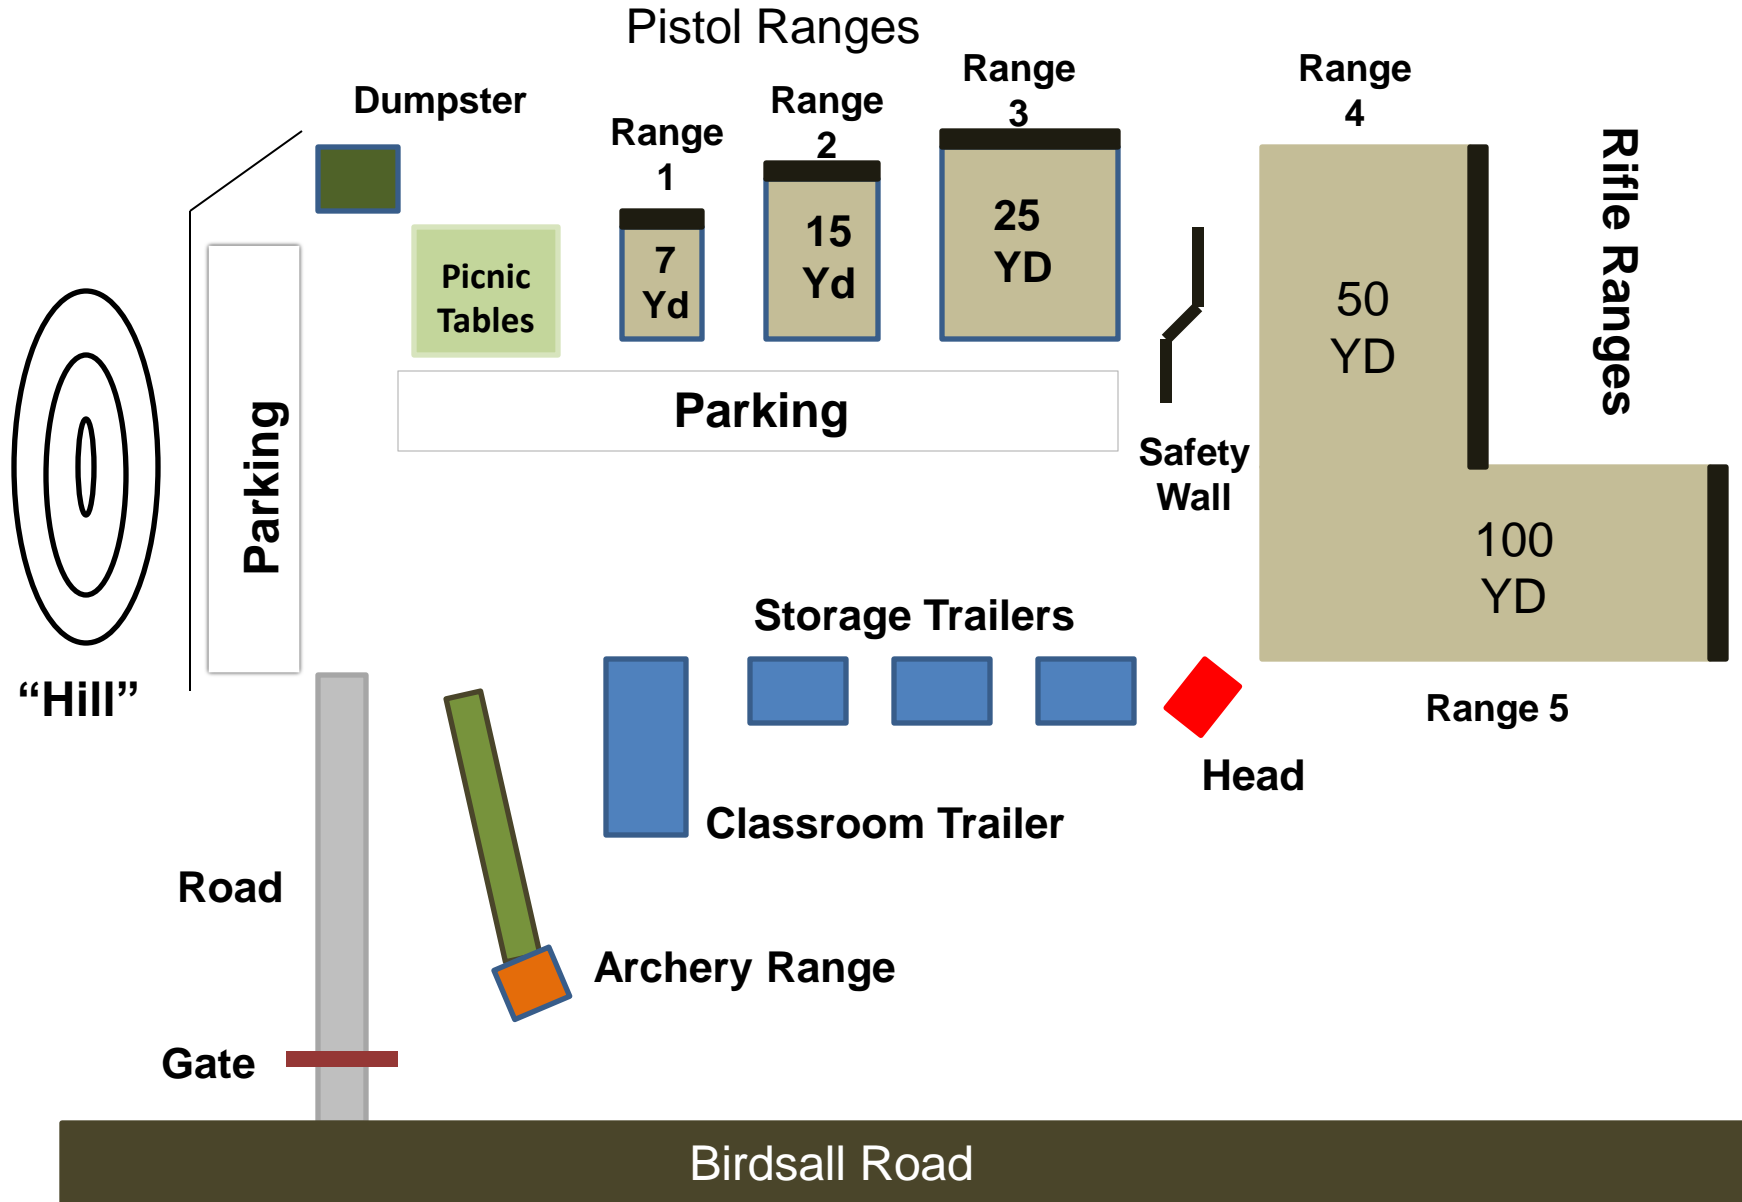 Pistol Ranges
Dumpster
Range
1
Range
2
Range
3
Range
4
Rifle Ranges
Picnic
Tables
7
Yd
15
Yd
25
YD
50
YD
Parking
Parking
Safety
Wall
100
YD
Storage Trailers
“Hill”
Range 5
Head
Classroom Trailer
Road
Archery Range
Gate
Birdsall Road